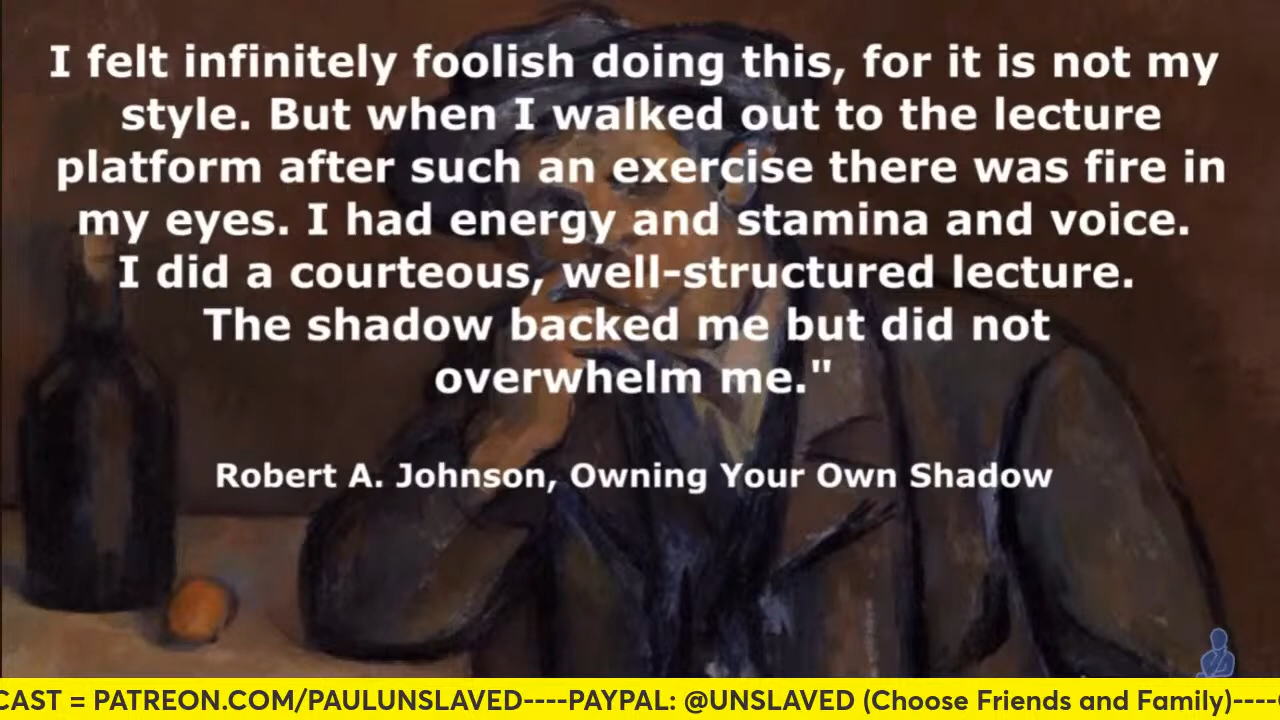 I felt infinitely foolish doing this, for it is not my
style. But when I walked out to the lecture
platform after such an exercise there was fire in
my eyes. I had energy and stamina and voice.
I did a courteous, well-structured lecture.
The shadow backed me but did not
overwhelm me."
Robert A. Johnson, Owning Your Own Shadow
CAST = PATREON.COM/PAULUNSLAVED----PAYPAL: @UNSLAVED (Choose Friends and Family)----